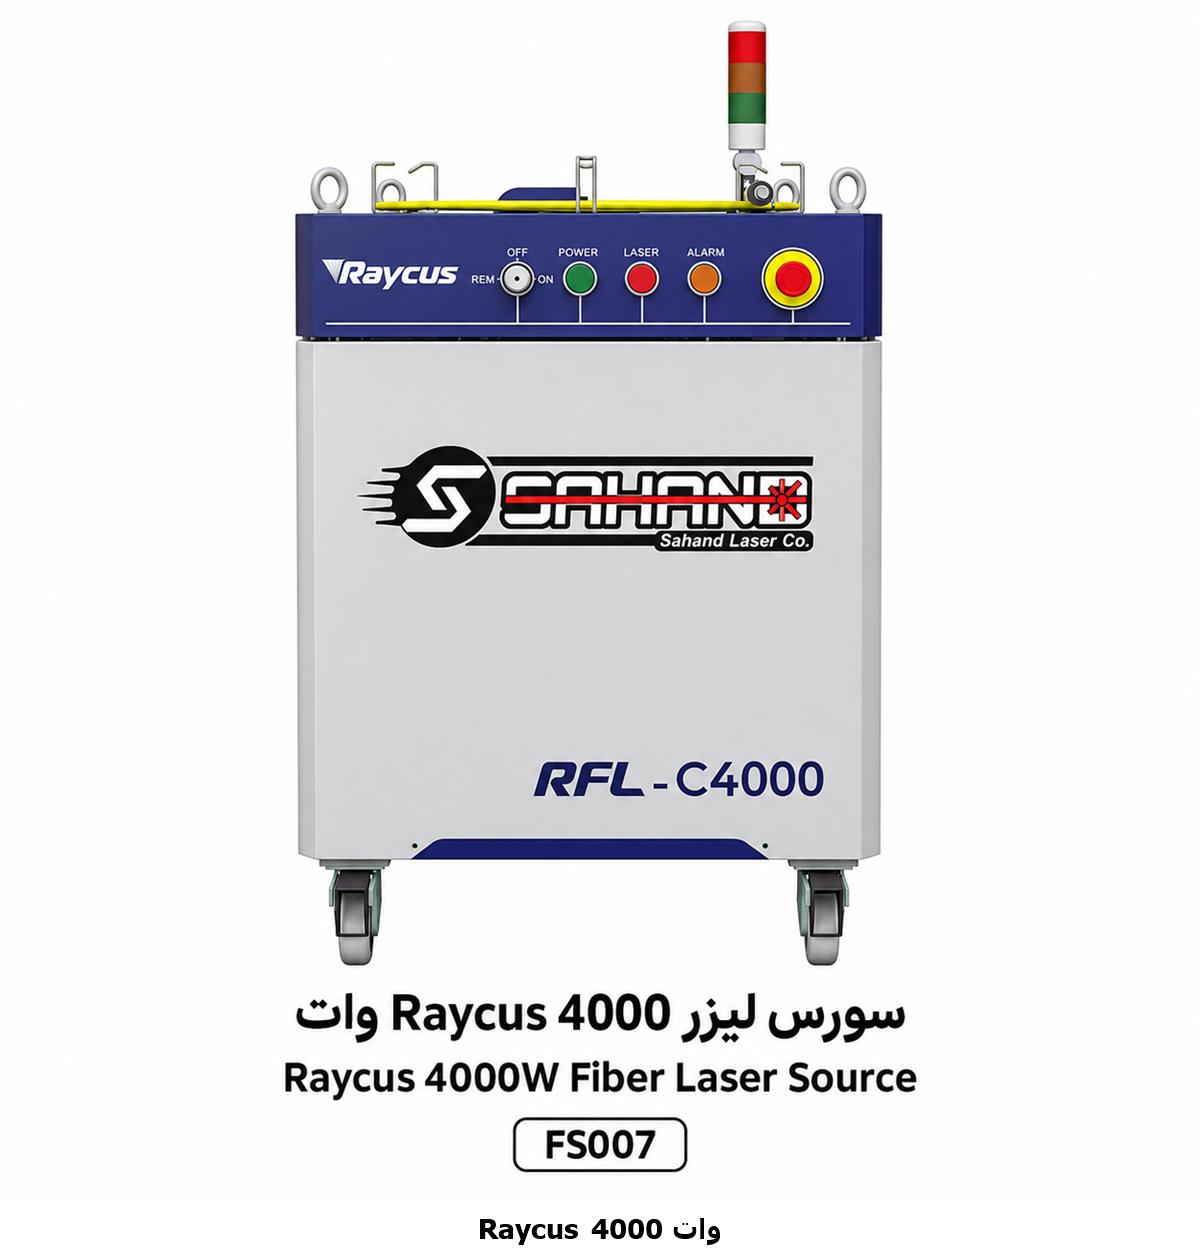 Raycus
OFF
REM
ON
POWER
LASER
ALARM
S SAHAND
Sahand Laser Co.
RFL - C4000
سورس لیزر Raycus 4000 وات
Raycus 4000W Fiber Laser Source
FS007
Raycus 4000 وات